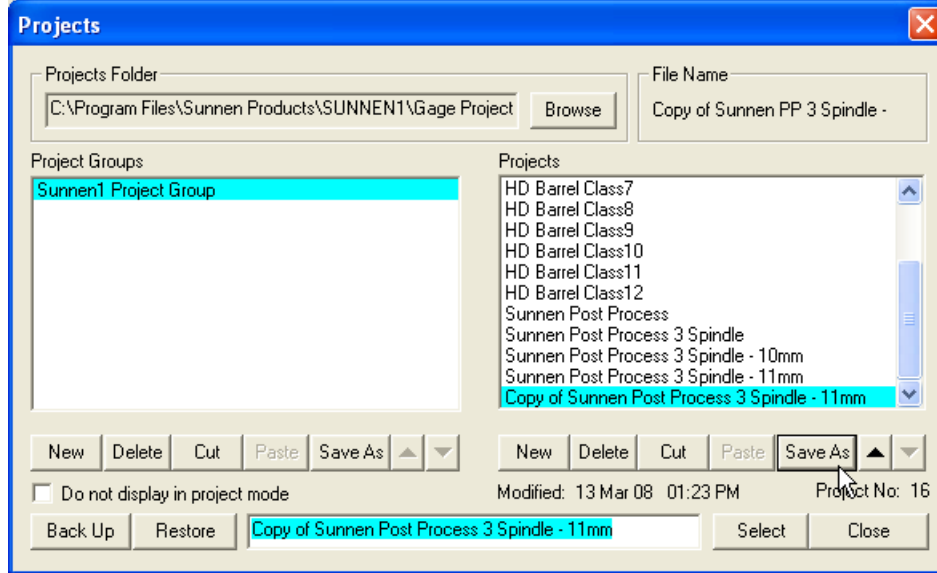 Projects
Projects Folder
C:\Program Files\Sunnen Products\SUNNEN1\Gage Project
Browse
File Name
Copy of Sunnen PP 3 Spindle -
Project Groups
Sunnen1 Project Group
Projects
HD Barrel Class7
HD Barrel Class8
HD Barrel Class9
HD Barrel Class10
HD Barrel Class11
HD Barrel Class12
Sunnen Post Process
Sunnen Post Process 3 Spindle
Sunnen Post Process 3 Spindle - 10mm
Sunnen Post Process 3 Spindle - 11mm
Copy of Sunnen Post Process 3 Spindle - 11mm
New Delete Cut Paste Save As
New Delete Cut Paste Save As
Do not display in project mode
Modified: 13 Mar 08 01:23 PM
Project No: 16
Back Up Restore Copy of Sunnen Post Process 3 Spindle - 11mm Select Close